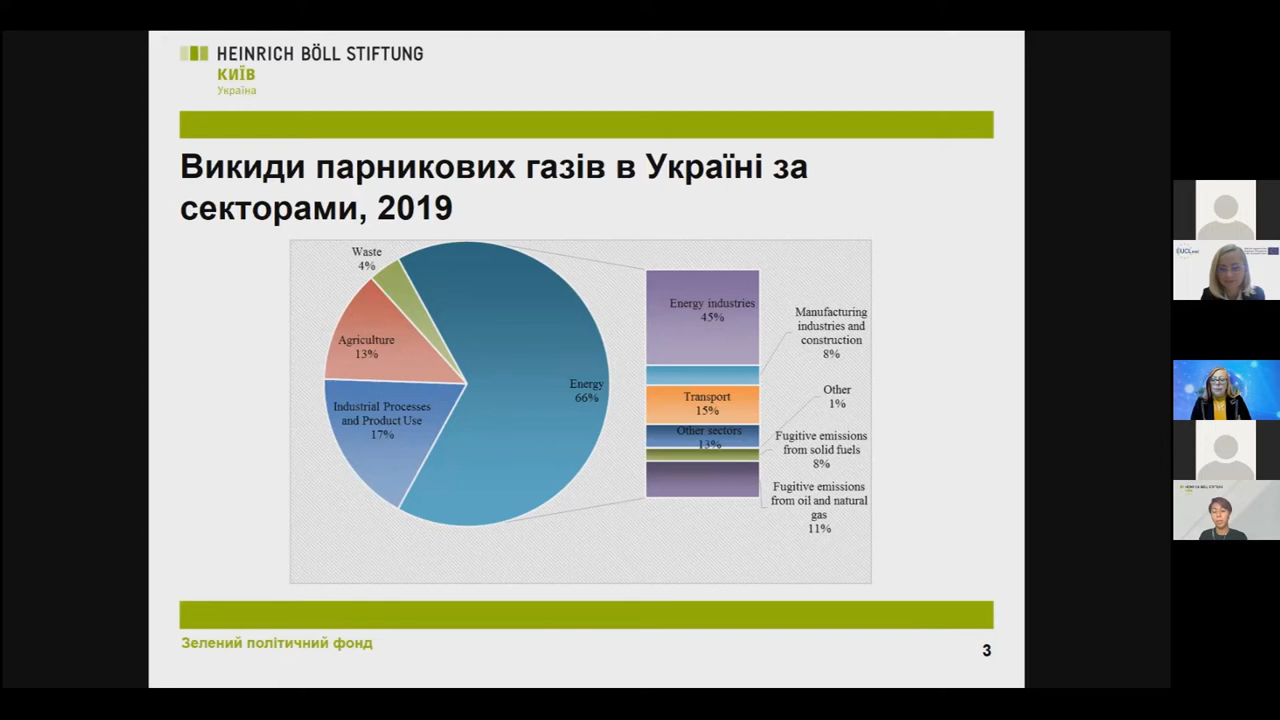 HEINRICH BÖLL STIFTUNG
КИЇВ
Україна
Викиди парникових газів в Україні за
секторами, 2019
Waste
4%
Agriculture
13%
Industrial Processes
and Product Use
17%
Energy
66%
Energy industries
45%
Transport
15%
Other sectors
13%
Manufacturing
industries and
construction
8%
Other
1%
Fugitive emissions
from solid fuels
8%
Fugitive emissions
from oil and natural
gas
11%
Зелений політичний фонд
3